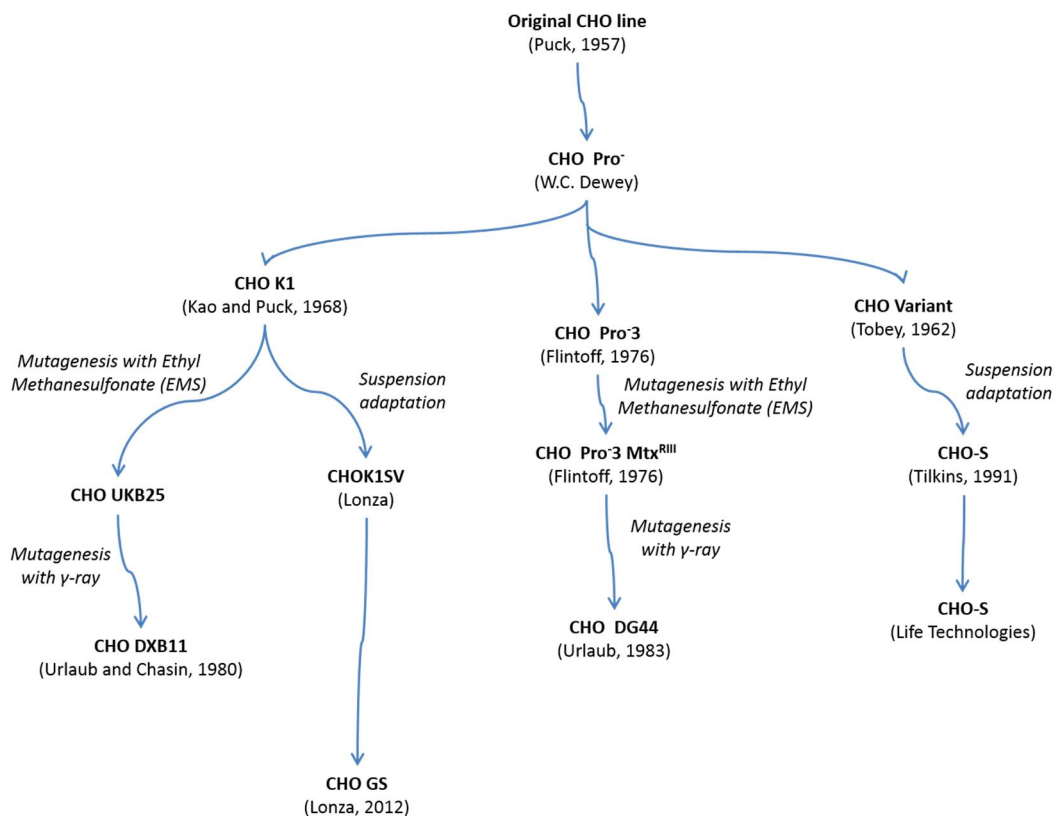 Original CHO line
(Puck, 1957)
CHO Pro⁻
(W.C. Dewey)
CHO K1
(Kao and Puck, 1968)
CHO Pro⁻3
(Flintoff, 1976)
CHO Variant
(Tobey, 1962)
Mutagenesis with Ethyl
Methanesulfonate (EMS)
Suspension
adaptation
Mutagenesis with Ethyl
Methanesulfonate (EMS)
Suspension
adaptation
CHO UKB25
CHOK1SV
(Lonza)
CHO Pro⁻3 Mtxᴿᴵᴵᴵ
(Flintoff, 1976)
CHO-S
(Tilkins, 1991)
Mutagenesis
with γ-ray
Mutagenesis
with γ-ray
CHO DXB11
(Urlaub and Chasin, 1980)
CHO DG44
(Urlaub, 1983)
CHO-S
(Life Technologies)
CHO GS
(Lonza, 2012)